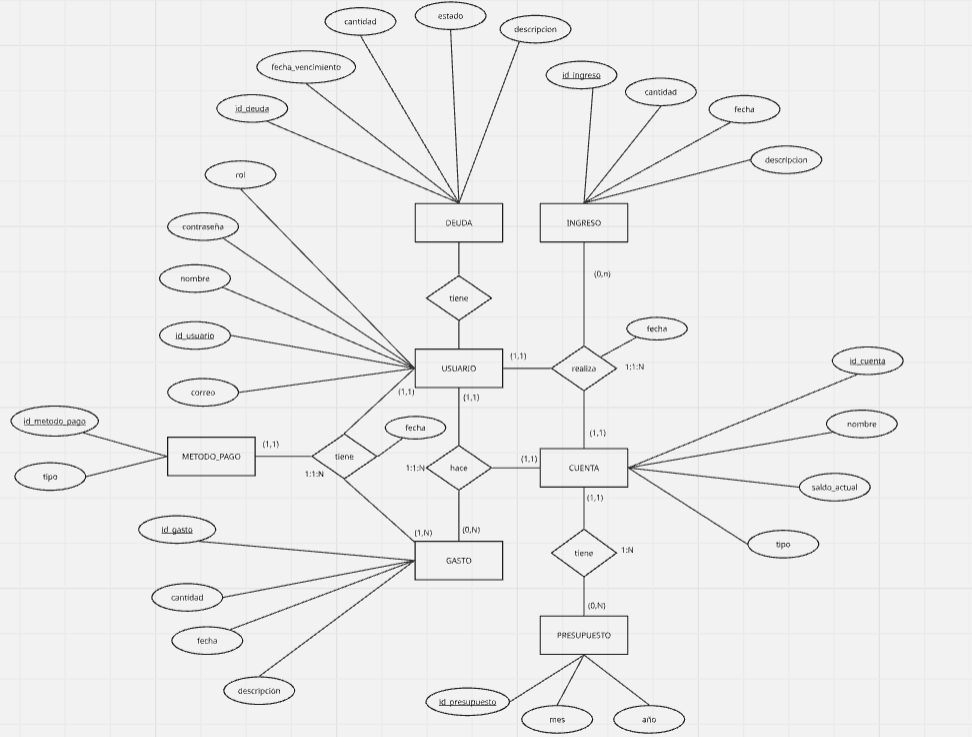 cantidad
estado
descripcion
fecha_vencimiento
id_ingreso
cantidad
id_deuda
fecha
descripcion
rol
contraseña
DEUDA
INGRESO
nombre
(0,n)
tiene
fecha
id_usuario
(1,1)
USUARIO
realiza
1:1:N
id_cuenta
correo
(1,1)
(1,1)
id_metodo_pago
fecha
nombre
(1,1)
(1,1)
METODO_PAGO
tiene
(1,1)
1:1:N
1:1:N
hace
CUENTA
tipo
saldo_actual
(1,1)
id_gasto
(1,N)
(0,N)
tipo
GASTO
tiene
1:N
cantidad
(0,N)
fecha
PRESUPUESTO
descripcion
id_presupuesto
mes
año